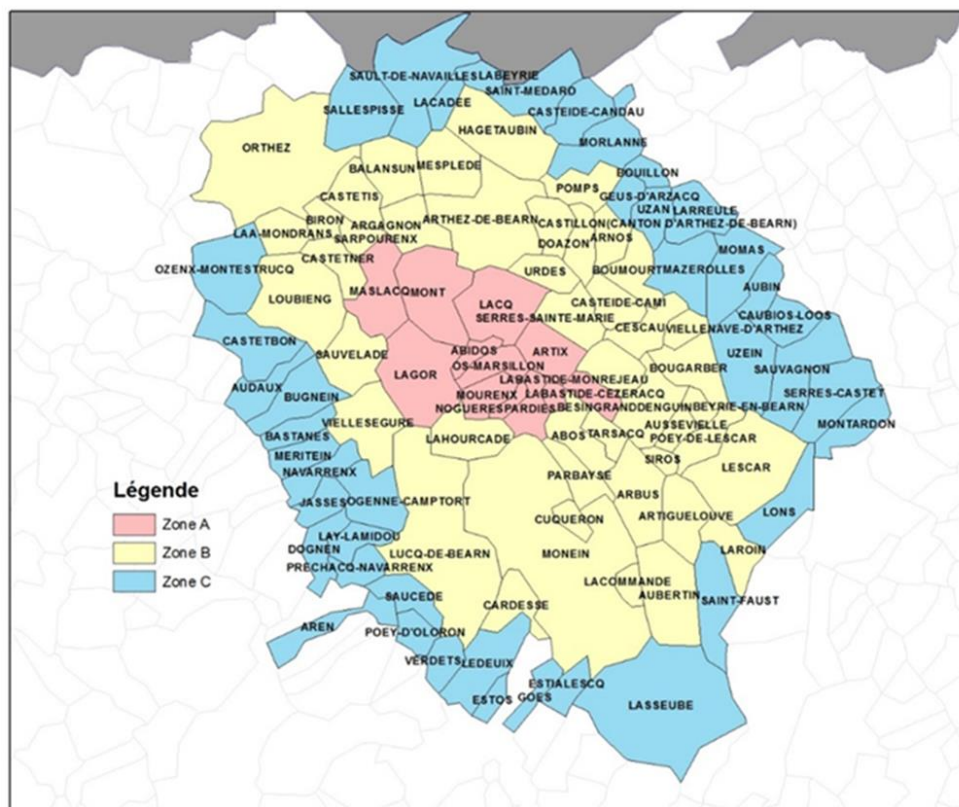 SAULT-DE-NAVAILLES
LABEYRIE
SAINT-MEDARD
SALLESPISSE
LACADEE
CASTEIDE-CANDAU
HAGETAUBIN
MORLANNE
ORTHEZ
BALANSUN
MESPLEDE
BOUILLON
POMPS
GEUS-D'ARZACQ
CASTETIS
UZAN
LARREULE
BIRON
ARGAGNON
ARTHEZ-DE-BEARN
CASTILLON(CANTON D'ARTHEZ-DE-BEARN)
LAA-MONDRANS
SARPOURENX
DOAZON
ARNOS
MOMAS
CASTETNER
OZENX-MONTESTRUCQ
URDES
BOUMOURT
MAZEROLLES
AUBIN
LOUBIENG
MASLACQ
MONT
LACQ
CASTEIDE-CAMI
SERRES-SAINTE-MARIE
CAUBIOS-LOOS
CESCAU
VIELLENAVE-D'ARTHEZ
CASTETBON
SAUVELADE
ABIDOS
ARTIX
UZEIN
OS-MARSILLON
BOUGARBER
SAUVAGNON
LAGOR
LABASTIDE-MONREJEAU
AUDAUX
BUGNEIN
MOURENX
LABASTIDE-CEZERACQ
SERRES-CASTET
NOGUERES
PARDIES
BESINGRAND
DENGUIN
BEYRIE-EN-BEARN
VIELLESEGURE
AUSSEVIELLE
MONTARDON
BASTANES
LAHOURCADE
ABOS
TARSACQ
POEY-DE-LESCAR
MERITEIN
SIROS
LESCAR
NAVARRENX
PARBAYSE
Légende
ARBUS
JASSES
OGENNE-CAMPTORT
LONS
Zone A
CUQUERON
ARTIGUELOUVE
LAY-LAMIDOU
Zone B
DOGNEN
LUCQ-DE-BEARN
MONEIN
LAROIN
PRECHACQ-NAVARRENX
Zone C
LACOMMANDE
AUBERTIN
SAINT-FAUST
SAUCEDE
CARDESSE
AREN
POEY-D'OLORON
VERDETS
LEDEUIX
ESTIALESCQ
ESTOS
GOES
LASSEUBE